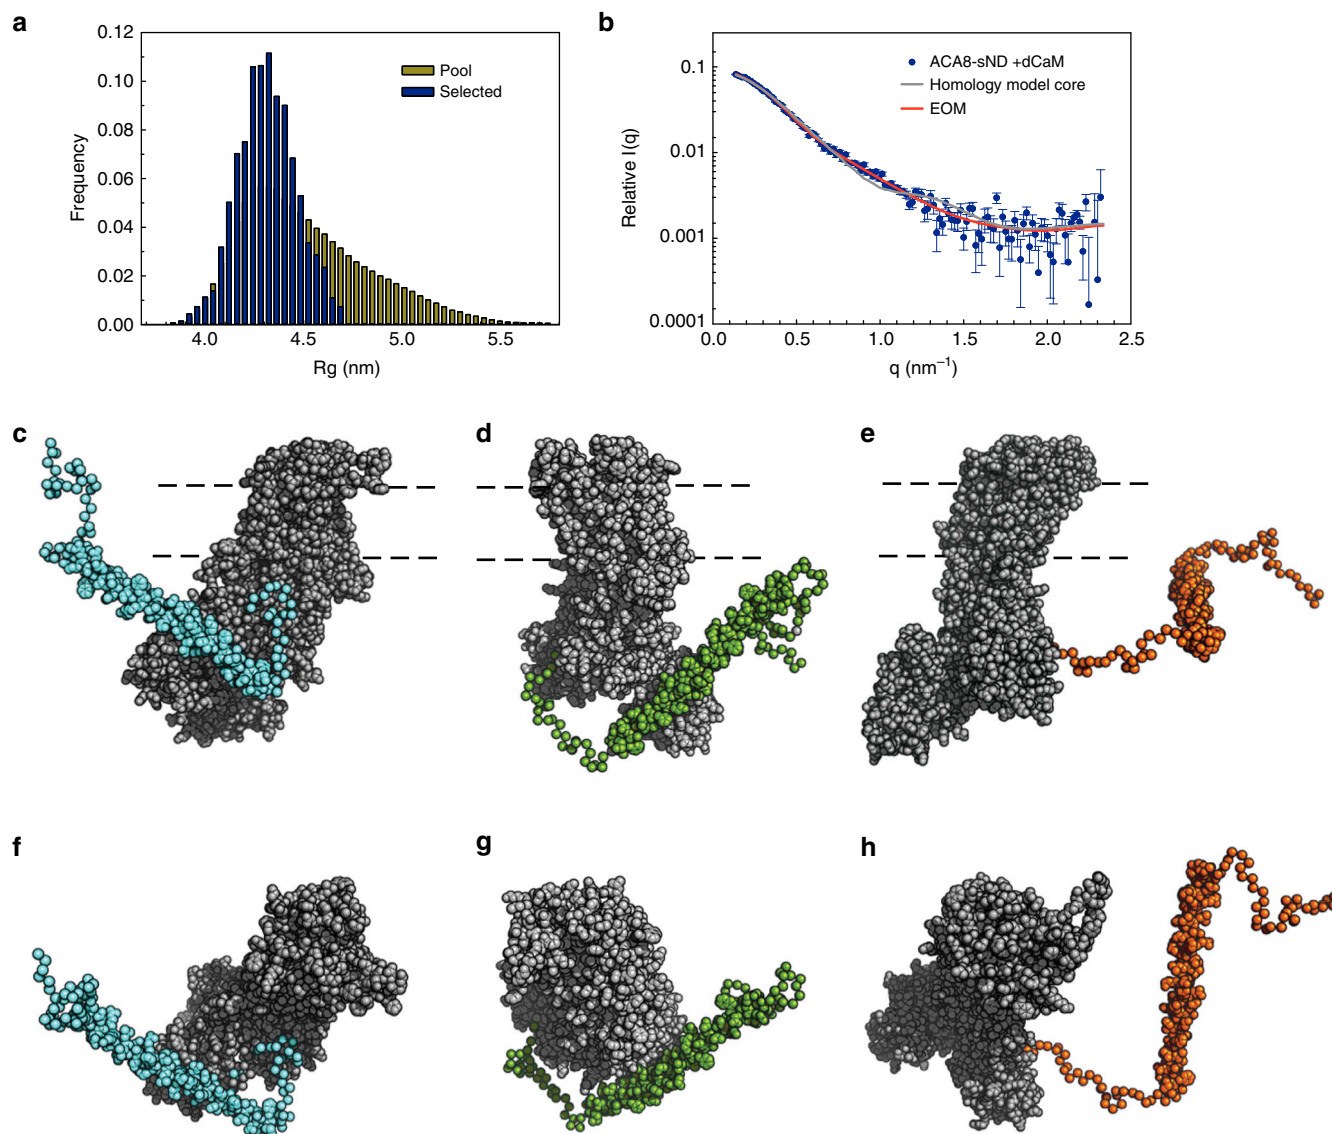 a
0.12
0.10
0.08
0.06
0.04
0.02
0.00
Frequency
Pool
Selected
4.0 4.5 5.0 5.5
Rg (nm)
b
0.1
0.01
0.001
0.0001
Relative I(q)
ACA8-sND +dCaM
Homology model core
EOM
0.0 0.5 1.0 1.5 2.0 2.5
q (nm⁻¹)
c
d
e
f
g
h